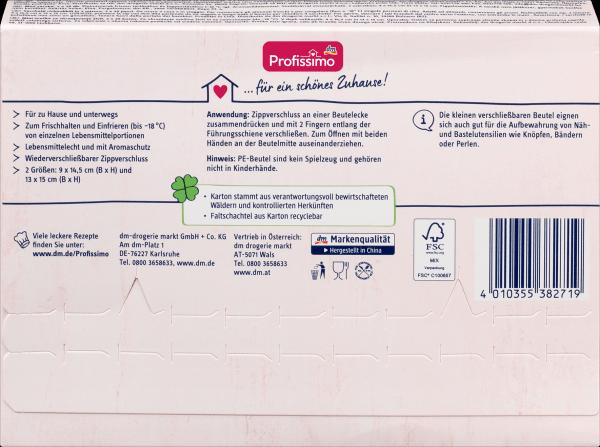 Profissimo
dm
...für ein schönes Zuhause!
> Für zu Hause und unterwegs
> Zum Frischhalten und Einfrieren (bis -18 °C)
von einzelnen Lebensmittelportionen
> Lebensmittelecht und mit Aromaschutz
> Wiederverschließbarer Zippverschluss
> 2 Größen: 9 x 14,5 cm (B x H) und
13 x 15 cm (B x H)
Anwendung: Zippverschluss an einer Beutelecke
zusammendrücken und mit 2 Fingern entlang der
Führungsschiene verschließen. Zum Öffnen mit beiden
Händen an der Beutelmitte auseinanderziehen.
Hinweis: PE-Beutel sind kein Spielzeug und gehören
nicht in Kinderhände.
i
Die kleinen verschließbaren Beutel eignen
sich auch gut für die Aufbewahrung von Näh-
und Bastelutensilien wie Knöpfen, Bändern
oder Perlen.
• Karton stammt aus verantwortungsvoll bewirtschafteten
Wäldern und kontrollierten Herkünften
• Faltschachtel aus Karton recyclebar
Viele leckere Rezepte
finden Sie unter:
www.dm.de/Profissimo
dm-drogerie markt GmbH + Co. KG
Am dm-Platz 1
DE-76227 Karlsruhe
Tel. 0800 3658633, www.dm.de
Vertrieb in Österreich:
dm drogerie markt
AT-5071 Wals
Tel. 0800 3658633
www.dm.at
dm Markenqualität
> Hergestellt in China
FSC
www.fsc.org
MIX
Verpackung
FSC® C100667
4 010355 382719